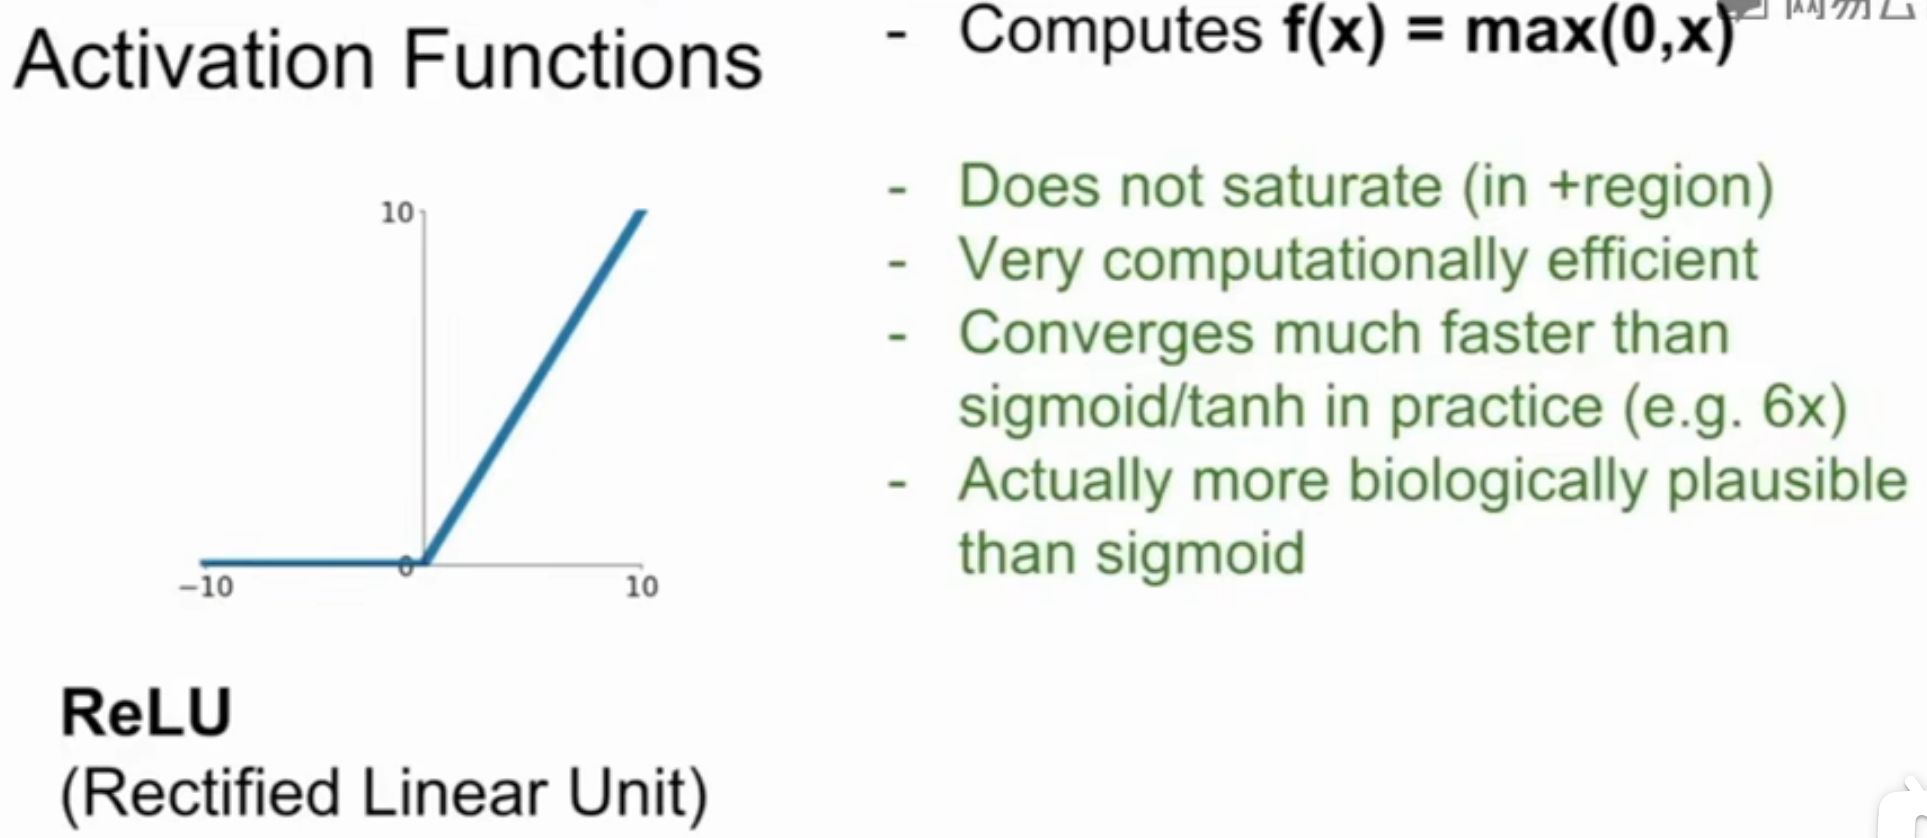 Activation Functions
- Computes f(x) = max(0,x)
- Does not saturate (in +region)
- Very computationally efficient
- Converges much faster than
sigmoid/tanh in practice (e.g. 6x)
- Actually more biologically plausible
than sigmoid
10
0
−10
10
ReLU
(Rectified Linear Unit)